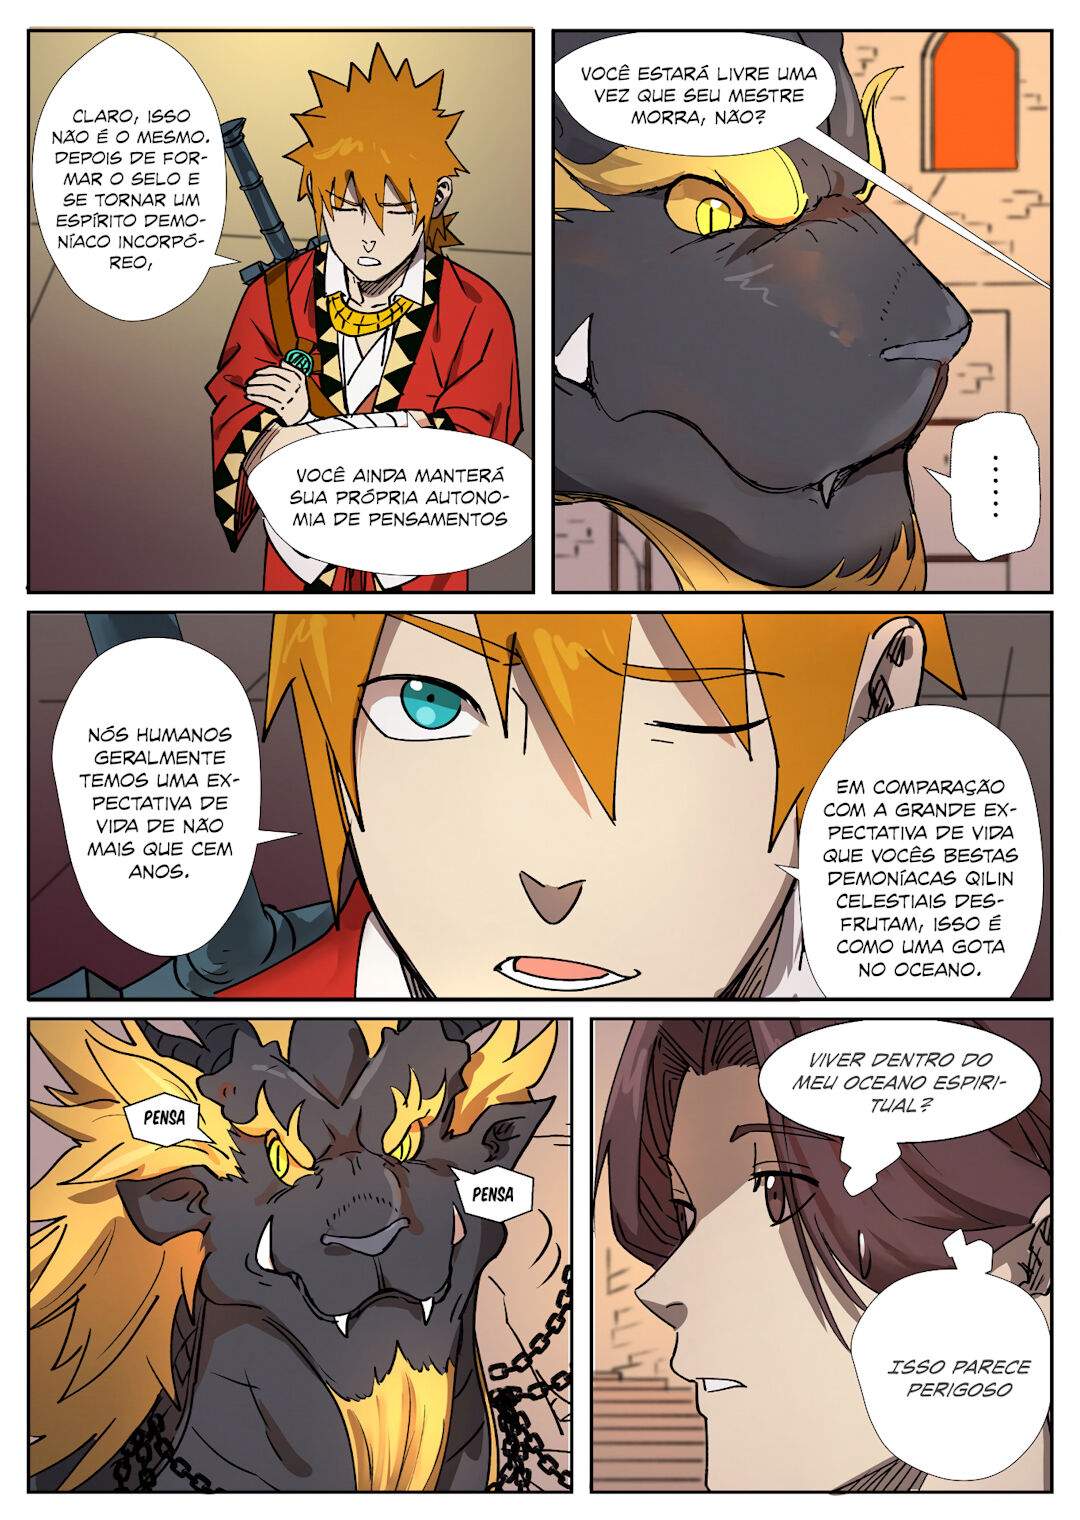 CLARO, ISSO
NÃO É O MESMO.
DEPOIS DE FOR-
MAR O SELO E
SE TORNAR UM
ESPÍRITO DEMO-
NÍACO INCORPÓ-
REO,
VOCÊ AINDA MANTERÁ
SUA PRÓPRIA AUTONO-
MIA DE PENSAMENTOS
VOCÊ ESTARÁ LIVRE UMA
VEZ QUE SEU MESTRE
MORRA, NÃO?
......
NÓS HUMANOS
GERALMENTE
TEMOS UMA EX-
PECTATIVA DE
VIDA DE NÃO
MAIS QUE CEM
ANOS.
EM COMPARAÇÃO
COM A GRANDE EX-
PECTATIVA DE VIDA
QUE VOCÊS BESTAS
DEMONÍACAS QILIN
CELESTIAIS DES-
FRUTAM, ISSO É
COMO UMA GOTA
NO OCEANO.
PENSA
PENSA
VIVER DENTRO DO
MEU OCEANO ESPIRI-
TUAL?
ISSO PARECE
PERIGOSO